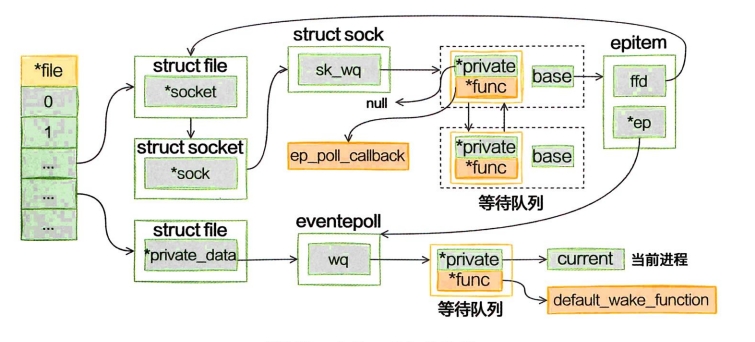 *file
0
1
...
...
...
struct file
*socket
struct socket
*sock
struct file
*private_data
struct sock
sk_wq
null
ep_poll_callback
*private
*func
base
*private
*func
base
等待队列
epitem
ffd
*ep
eventepoll
wq
*private
*func
等待队列
current
当前进程
default_wake_function